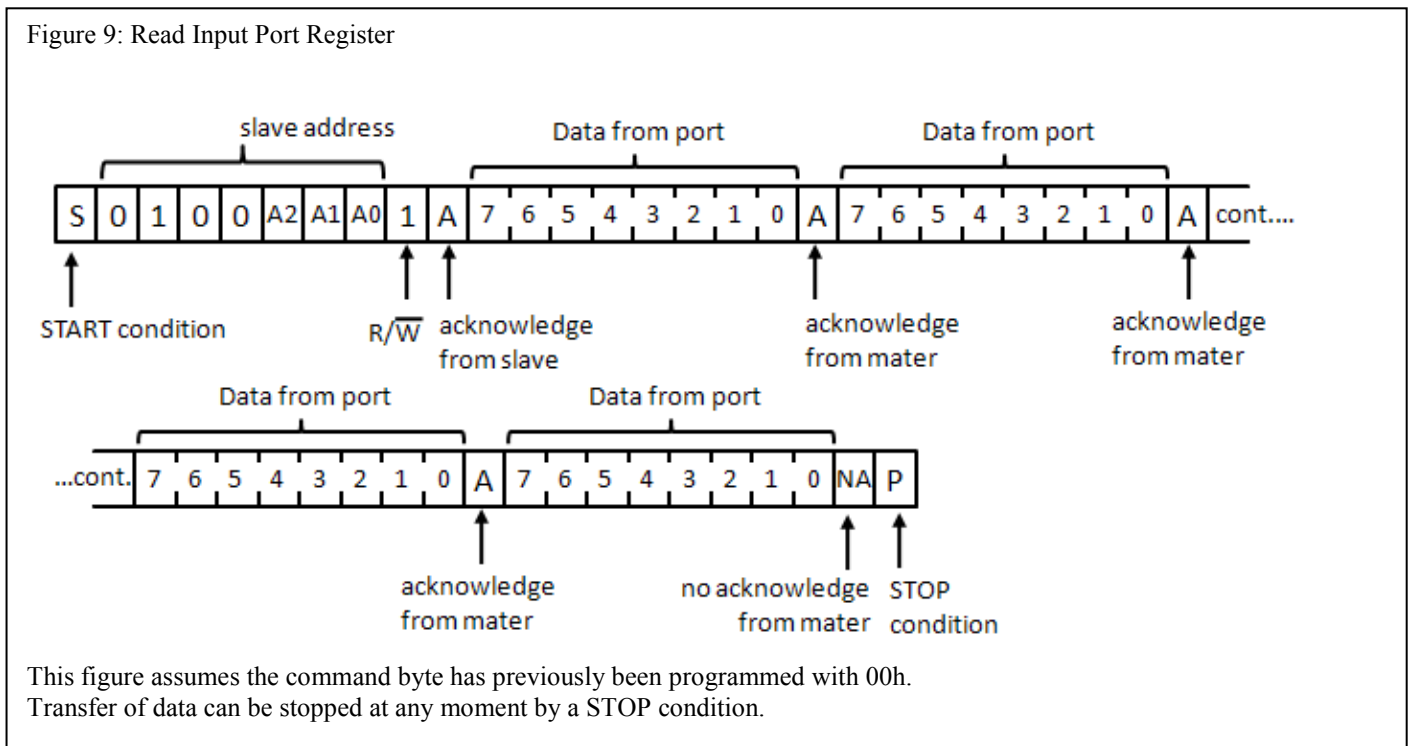 Figure 9: Read Input Port Register
slave address Data from port Data from port
S 0 1 0 0 A2 A1 A0 1 A 7 6 5 4 3 2 1 0 A 7 6 5 4 3 2 1 0 A cont....
START condition R/W̅ acknowledge from slave acknowledge from mater acknowledge from mater
Data from port Data from port
...cont. 7 6 5 4 3 2 1 0 A 7 6 5 4 3 2 1 0 NA P
acknowledge from mater no acknowledge from mater STOP condition
This figure assumes the command byte has previously been programmed with 00h.
Transfer of data can be stopped at any moment by a STOP condition.